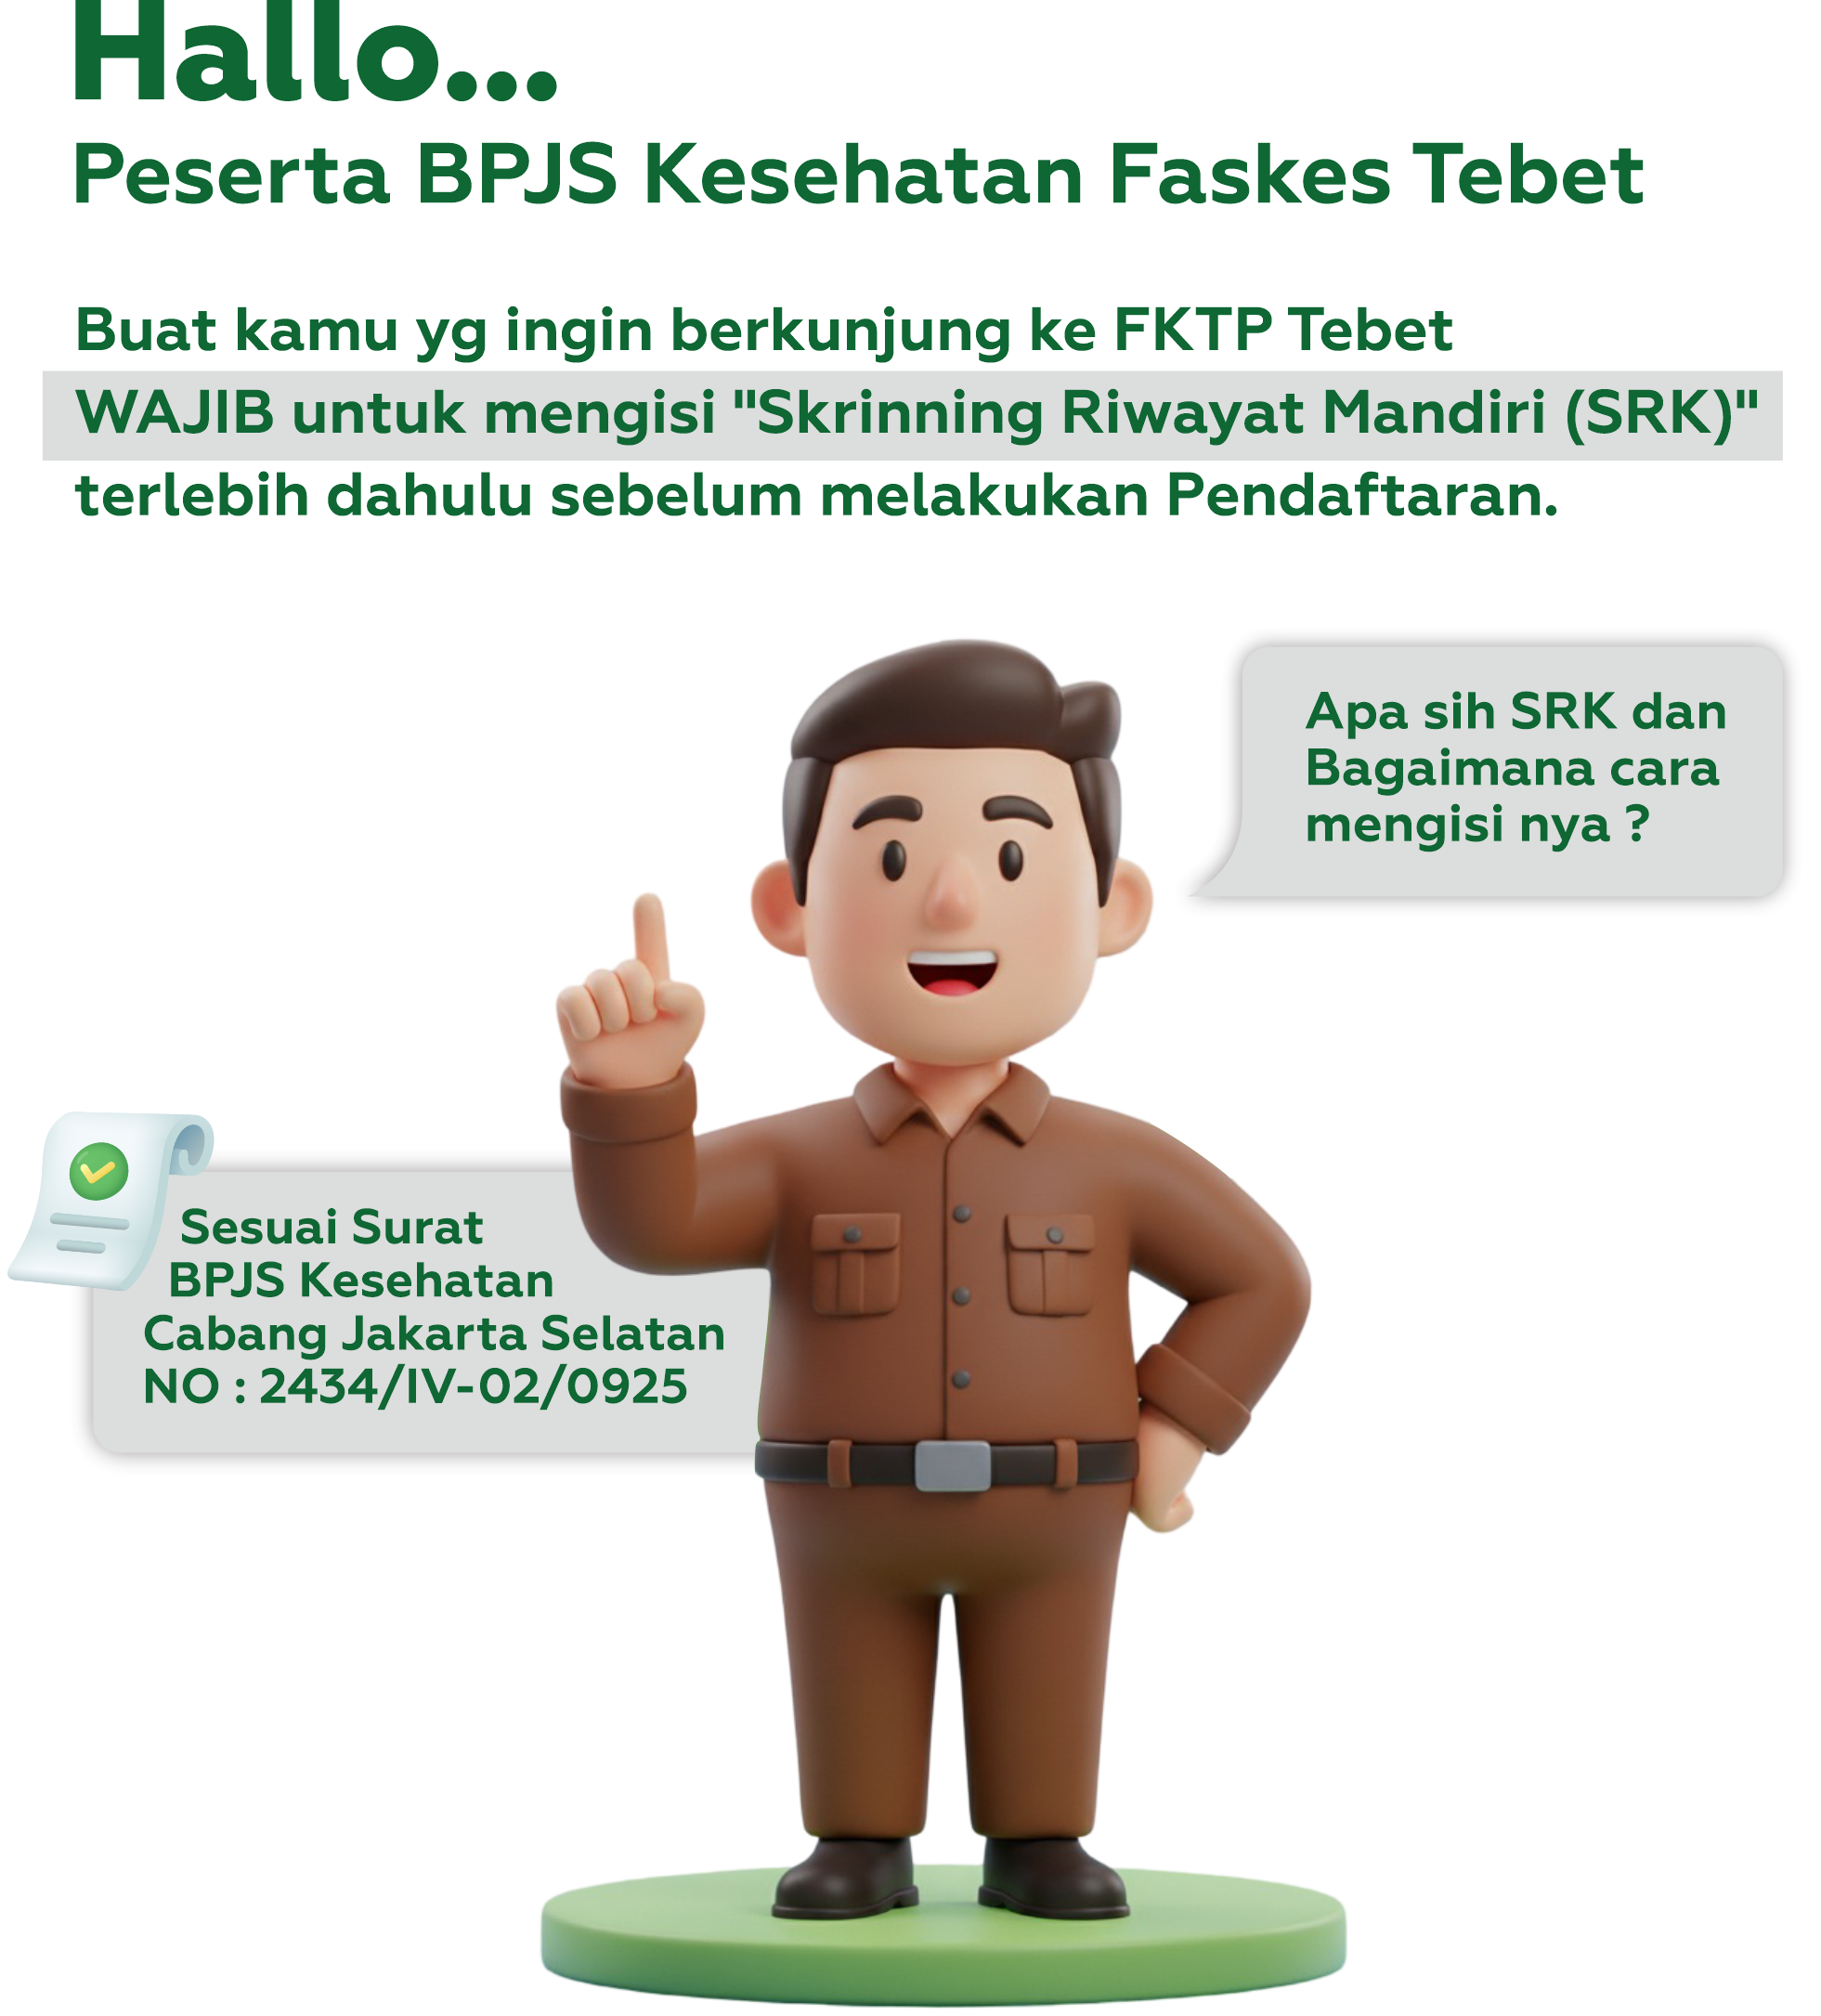 Hallo...
Peserta BPJS Kesehatan Faskes Tebet
Buat kamu yg ingin berkunjung ke FKTP Tebet
WAJIB untuk mengisi "Skrinning Riwayat Mandiri (SRK)"
terlebih dahulu sebelum melakukan Pendaftaran.
Apa sih SRK dan
Bagaimana cara
mengisi nya ?
Sesuai Surat
BPJS Kesehatan
Cabang Jakarta Selatan
NO : 2434/IV-02/0925